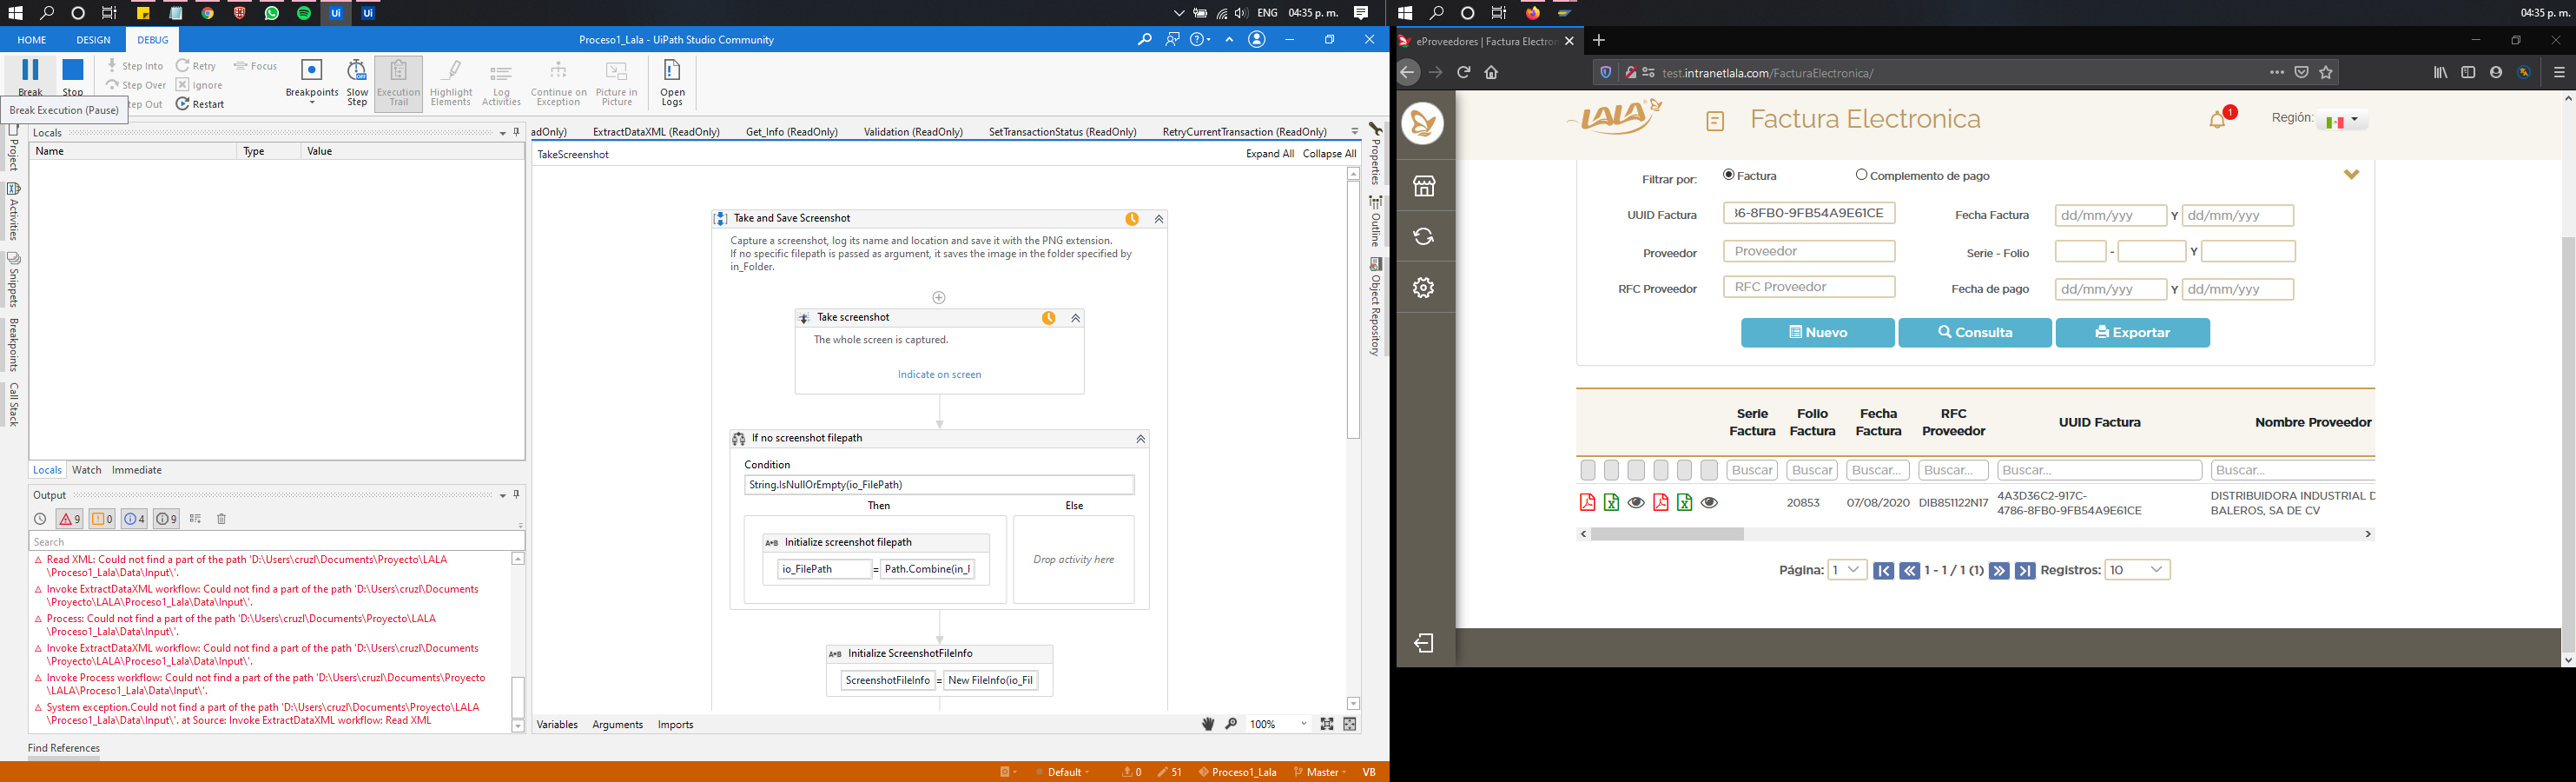 ENG
04:35 p. m.
HOME
DESIGN
DEBUG
Proceso1_Lala - UiPath Studio Community
Break
Stop
Step Into
Step Over
Step Out
Retry
Ignore
Restart
Focus
Breakpoints
Slow
Step
Execution
Trail
Highlight
Elements
Log
Activities
Continue on
Exception
Picture in
Picture
Open
Logs
Break Execution (Pause)
Project
Activities
Snippets
Breakpoints
Call Stack
Locals
Name
Type
Value
Locals
Watch
Immediate
Output
9
0
4
9
Search
Read XML: Could not find a part of the path 'D:\Users\cruzl\Documents\Proyecto\LALA
\Proceso1_Lala\Data\Input\'.
Invoke ExtractDataXML workflow: Could not find a part of the path 'D:\Users\cruzl\Documents
\Proyecto\LALA\Proceso1_Lala\Data\Input\'.
Process: Could not find a part of the path 'D:\Users\cruzl\Documents\Proyecto\LALA
\Proceso1_Lala\Data\Input\'.
Invoke ExtractDataXML workflow: Could not find a part of the path 'D:\Users\cruzl\Documents
\Proyecto\LALA\Proceso1_Lala\Data\Input\'.
Invoke Process workflow: Could not find a part of the path 'D:\Users\cruzl\Documents\Proyecto
\LALA\Proceso1_Lala\Data\Input\'.
System exception.Could not find a part of the path 'D:\Users\cruzl\Documents\Proyecto\LALA
\Proceso1_Lala\Data\Input\'. at Source: Invoke ExtractDataXML workflow: Read XML
Find References
adOnly)
ExtractDataXML (ReadOnly)
Get_Info (ReadOnly)
Validation (ReadOnly)
SetTransactionStatus (ReadOnly)
RetryCurrentTransaction (ReadOnly)
TakeScreenshot
Expand All
Collapse All
Take and Save Screenshot
Capture a screenshot, log its name and location and save it with the PNG extension.
If no specific filepath is passed as argument, it saves the image in the folder specified by
in_Folder.
Take screenshot
The whole screen is captured.
Indicate on screen
If no screenshot filepath
Condition
String.IsNullOrEmpty(io_FilePath)
Then
Else
Initialize screenshot filepath
io_FilePath
=
Path.Combine(in_F
Drop activity here
Initialize ScreenshotFileInfo
ScreenshotFileInfo
=
New FileInfo(io_Fil
Variables
Arguments
Imports
100%
Properties
Outline
Object Repository
Default
0
51
Proceso1_Lala
Master
VB
Ui
Ui
04:35 p. m.
eProveedores | Factura Electron
test.intranetlala.com/FacturaElectronica/
LALA
Factura Electronica
1
Región:
Filtrar por:
Factura
Complemento de pago
UUID Factura
36-8FB0-9FB54A9E61CE
Fecha Factura
dd/mm/yyy
Y
dd/mm/yyy
Proveedor
Proveedor
Serie - Folio
-
Y
RFC Proveedor
RFC Proveedor
Fecha de pago
dd/mm/yyy
Y
dd/mm/yyy
Nuevo
Consulta
Exportar
Serie
Factura
Folio
Factura
Fecha
Factura
RFC
Proveedor
UUID Factura
Nombre Proveedor
Buscar
Buscar
Buscar...
Buscar...
Buscar...
Buscar...
20853
07/08/2020
DIB851122N17
4A3D36C2-917C-
4786-8FB0-9FB54A9E61CE
DISTRIBUIDORA INDUSTRIAL D
BALEROS, SA DE CV
Página:
1
1 - 1 / 1 (1)
Registros:
10